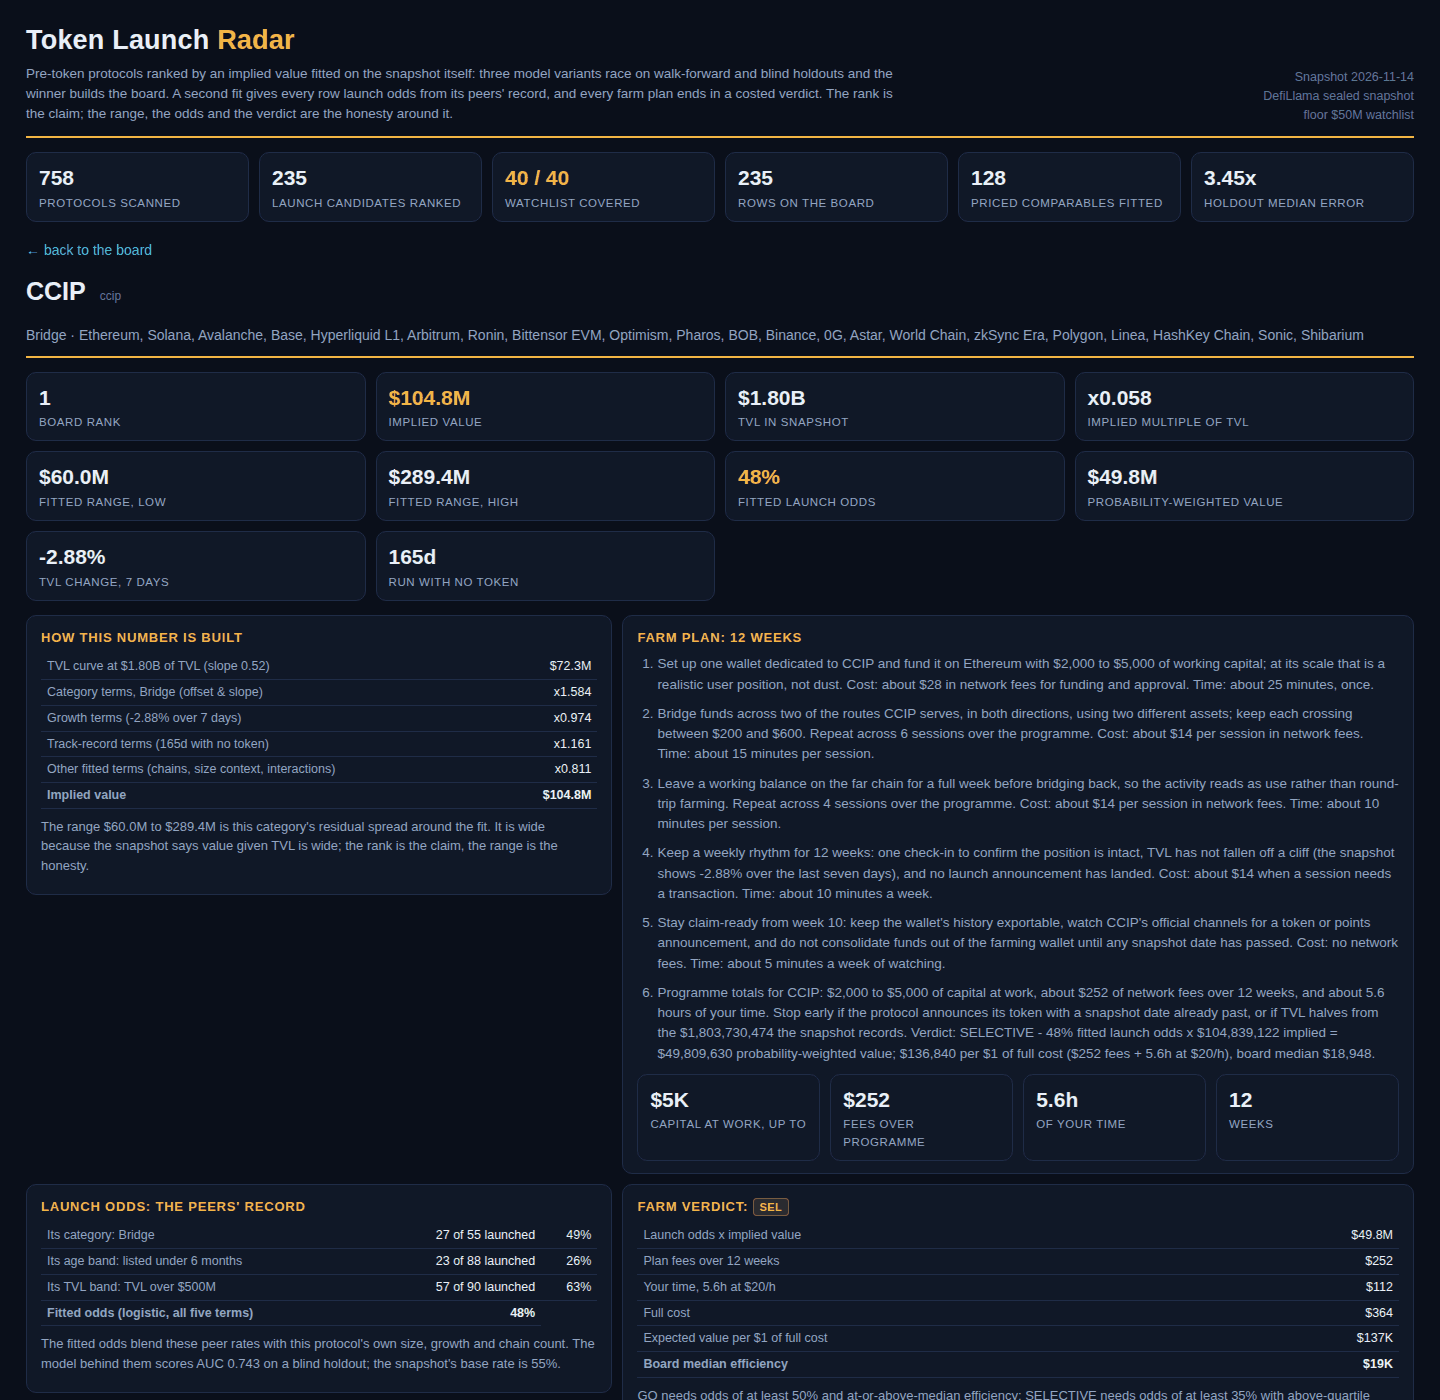 Token Launch Radar
Pre-token protocols ranked by an implied value fitted on the snapshot itself: three model variants race on walk-forward and blind holdouts and the
winner builds the board. A second fit gives every row launch odds from its peers' record, and every farm plan ends in a costed verdict. The rank is
the claim; the range, the odds and the verdict are the honesty around it.
Snapshot 2026-11-14
DefiLlama sealed snapshot
floor $50M watchlist
758
PROTOCOLS SCANNED
235
LAUNCH CANDIDATES RANKED
40 / 40
WATCHLIST COVERED
235
ROWS ON THE BOARD
128
PRICED COMPARABLES FITTED
3.45x
HOLDOUT MEDIAN ERROR
← back to the board
CCIP ccip
Bridge · Ethereum, Solana, Avalanche, Base, Hyperliquid L1, Arbitrum, Ronin, Bittensor EVM, Optimism, Pharos, BOB, Binance, 0G, Astar, World Chain, zkSync Era, Polygon, Linea, HashKey Chain, Sonic, Shibarium
1
BOARD RANK
$104.8M
IMPLIED VALUE
$1.80B
TVL IN SNAPSHOT
x0.058
IMPLIED MULTIPLE OF TVL
$60.0M
FITTED RANGE, LOW
$289.4M
FITTED RANGE, HIGH
48%
FITTED LAUNCH ODDS
$49.8M
PROBABILITY-WEIGHTED VALUE
-2.88%
TVL CHANGE, 7 DAYS
165d
RUN WITH NO TOKEN
HOW THIS NUMBER IS BUILT
TVL curve at $1.80B of TVL (slope 0.52) $72.3M
Category terms, Bridge (offset & slope) x1.584
Growth terms (-2.88% over 7 days) x0.974
Track-record terms (165d with no token) x1.161
Other fitted terms (chains, size context, interactions) x0.811
Implied value $104.8M
The range $60.0M to $289.4M is this category's residual spread around the fit. It is wide
because the snapshot says value given TVL is wide; the rank is the claim, the range is the
honesty.
FARM PLAN: 12 WEEKS
1. Set up one wallet dedicated to CCIP and fund it on Ethereum with $2,000 to $5,000 of working capital; at its scale that is a
realistic user position, not dust. Cost: about $28 in network fees for funding and approval. Time: about 25 minutes, once.
2. Bridge funds across two of the routes CCIP serves, in both directions, using two different assets; keep each crossing
between $200 and $600. Repeat across 6 sessions over the programme. Cost: about $14 per session in network fees.
Time: about 15 minutes per session.
3. Leave a working balance on the far chain for a full week before bridging back, so the activity reads as use rather than round-
trip farming. Repeat across 4 sessions over the programme. Cost: about $14 per session in network fees. Time: about 10
minutes per session.
4. Keep a weekly rhythm for 12 weeks: one check-in to confirm the position is intact, TVL has not fallen off a cliff (the snapshot
shows -2.88% over the last seven days), and no launch announcement has landed. Cost: about $14 when a session needs
a transaction. Time: about 10 minutes a week.
5. Stay claim-ready from week 10: keep the wallet's history exportable, watch CCIP's official channels for a token or points
announcement, and do not consolidate funds out of the farming wallet until any snapshot date has passed. Cost: no network
fees. Time: about 5 minutes a week of watching.
6. Programme totals for CCIP: $2,000 to $5,000 of capital at work, about $252 of network fees over 12 weeks, and about 5.6
hours of your time. Stop early if the protocol announces its token with a snapshot date already past, or if TVL halves from
the $1,803,730,474 the snapshot records. Verdict: SELECTIVE - 48% fitted launch odds x $104,839,122 implied =
$49,809,630 probability-weighted value; $136,840 per $1 of full cost ($252 fees + 5.6h at $20/h), board median $18,948.
$5K
CAPITAL AT WORK, UP TO
$252
FEES OVER
PROGRAMME
5.6h
OF YOUR TIME
12
WEEKS
LAUNCH ODDS: THE PEERS' RECORD
Its category: Bridge 27 of 55 launched 49%
Its age band: listed under 6 months 23 of 88 launched 26%
Its TVL band: TVL over $500M 57 of 90 launched 63%
Fitted odds (logistic, all five terms) 48%
The fitted odds blend these peer rates with this protocol's own size, growth and chain count. The
model behind them scores AUC 0.743 on a blind holdout; the snapshot's base rate is 55%.
FARM VERDICT: SEL
Launch odds x implied value $49.8M
Plan fees over 12 weeks $252
Your time, 5.6h at $20/h $112
Full cost $364
Expected value per $1 of full cost $137K
Board median efficiency $19K
GO needs odds of at least 50% and at-or-above-median efficiency; SELECTIVE needs odds of at least 35% with above-quartile